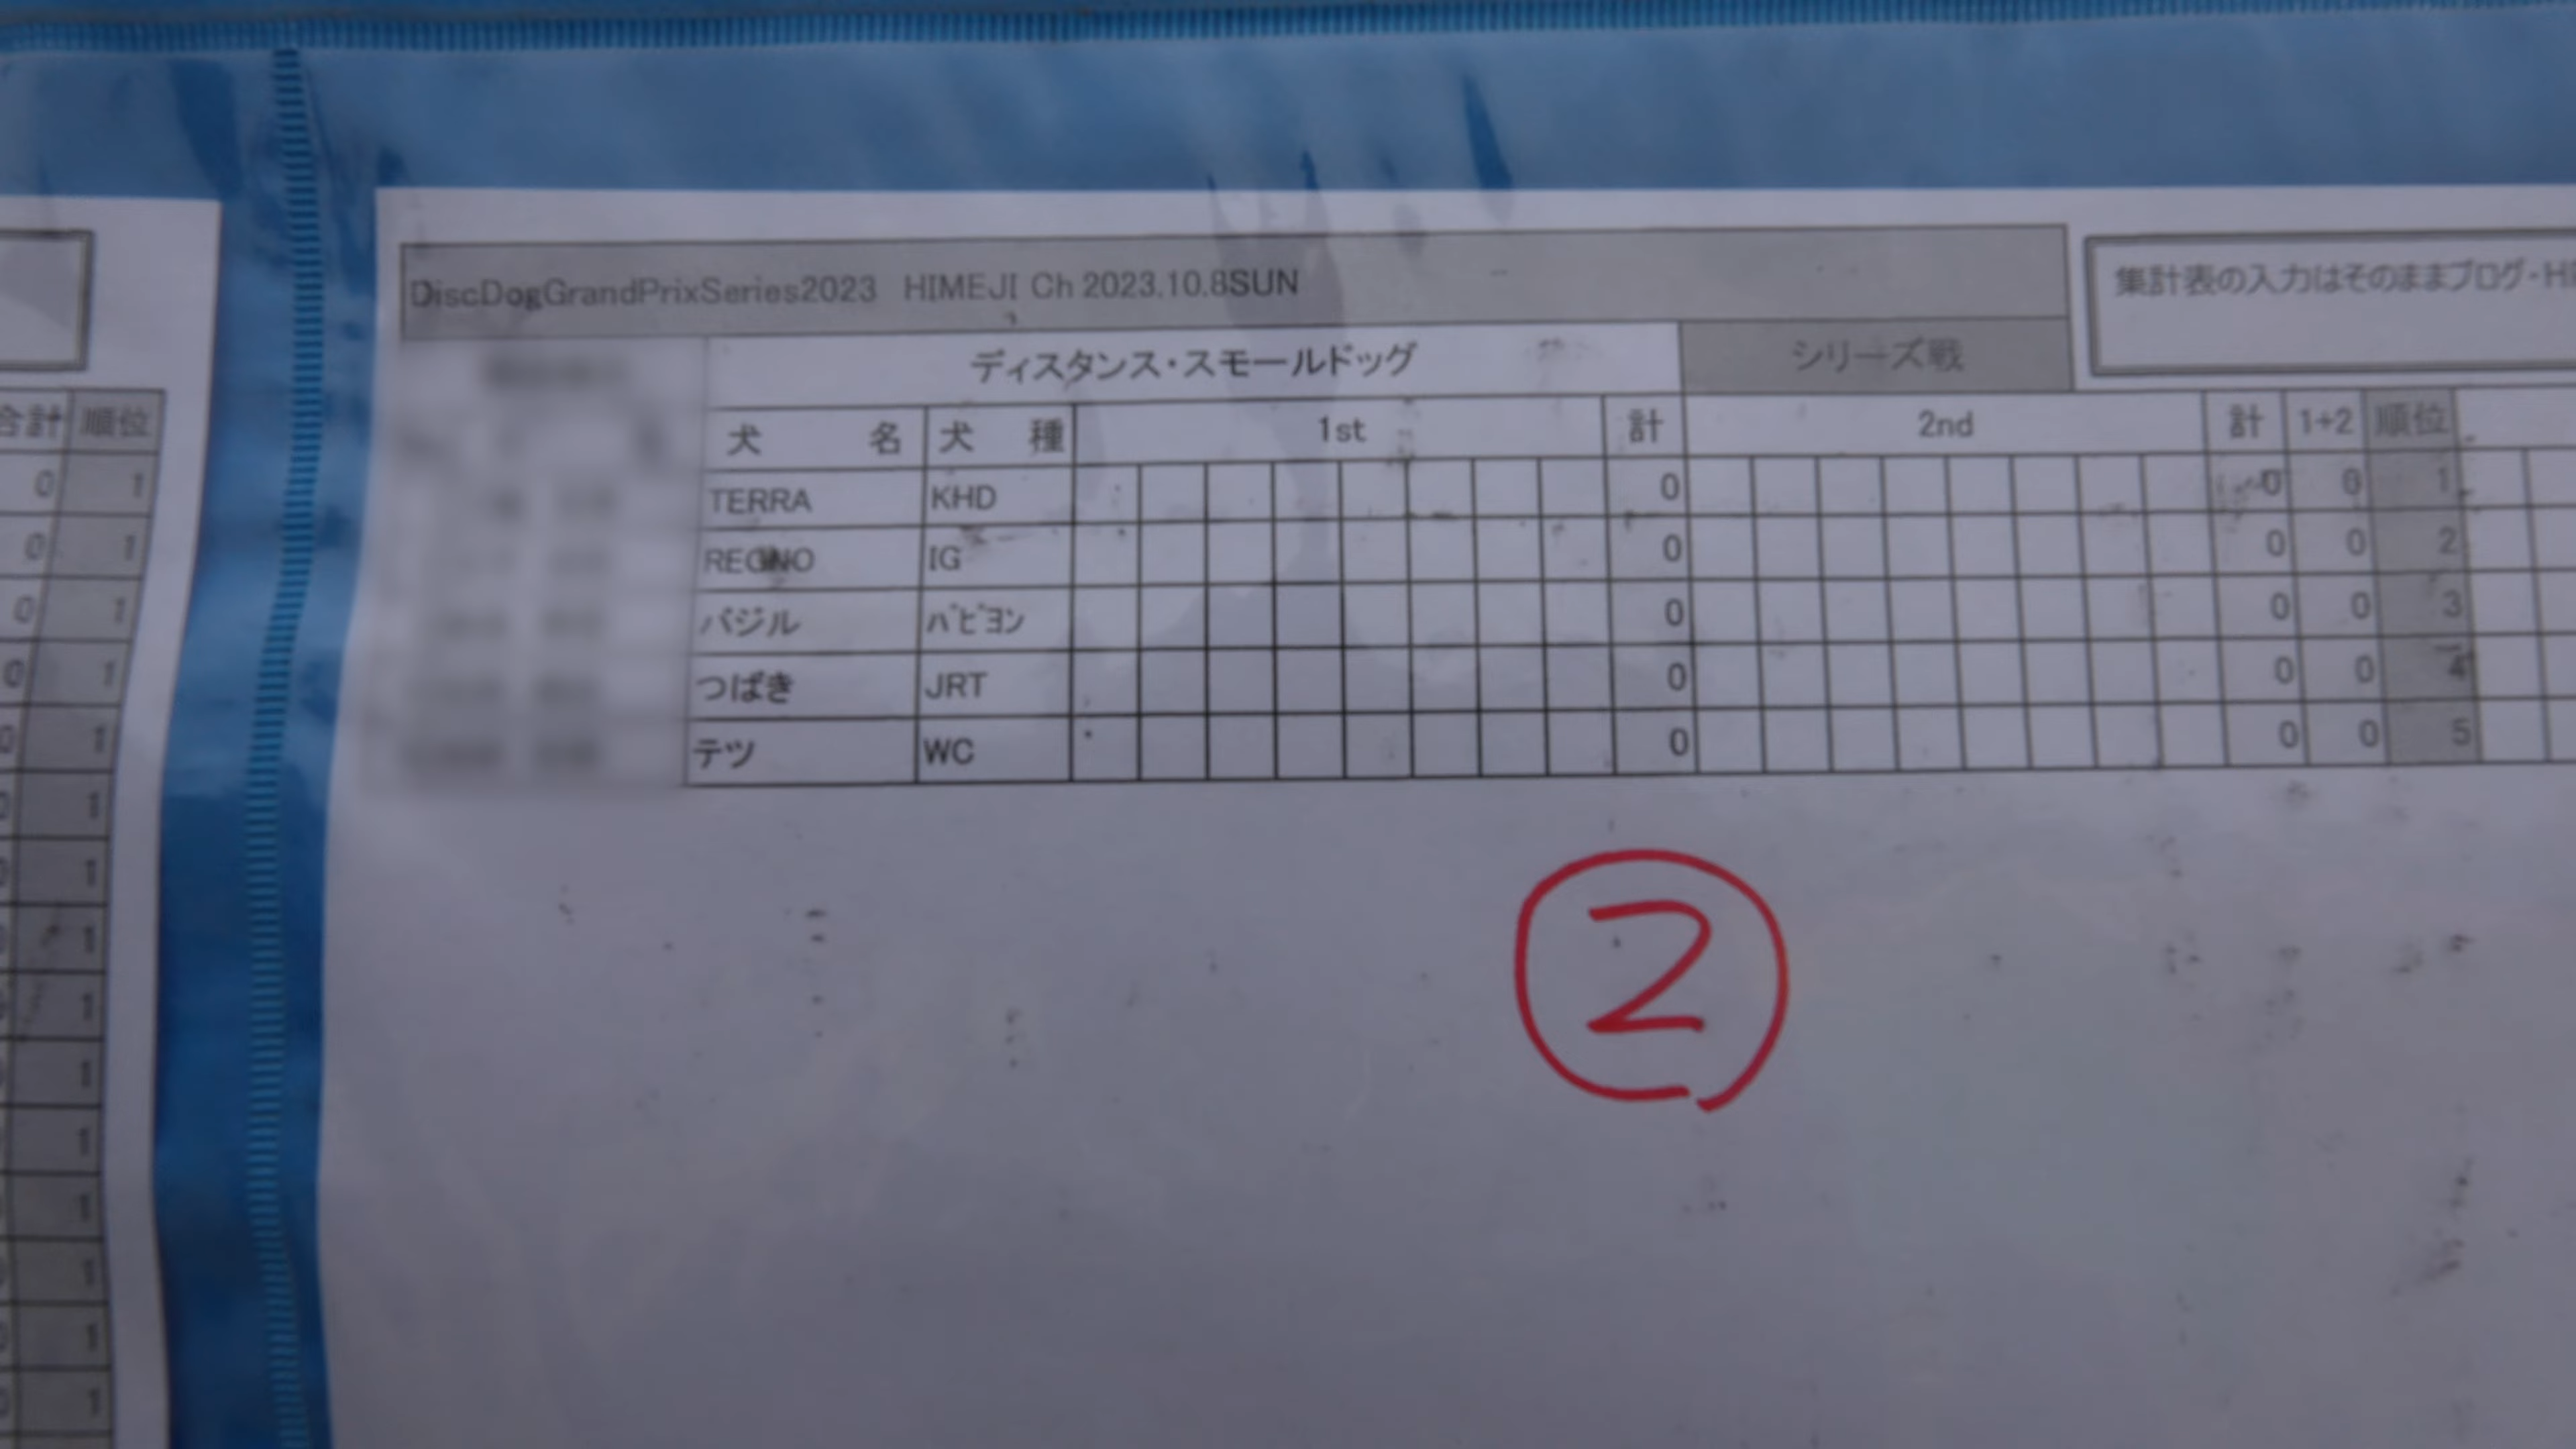 DiscDogGrandPrixSeries2023 HIMEJI Ch 2023.10.8SUN
集計表の入力はそのままブログ・H
ディスタンス・スモールドッグ シリーズ戦
犬 名 犬 種 1st 計 2nd 計 1+2 順位
TERRA KHD 0 0 0 1
IG 0 0 0 2
バジル パピヨン 0 0 0 3
つばき JRT 0 0 0 4
テツ WC 0 0 0 5
②
合計 順位
0 1
0 1
0 1
0 1
0 1
0 1
0 1
1
1
1
1
1
1
1
1